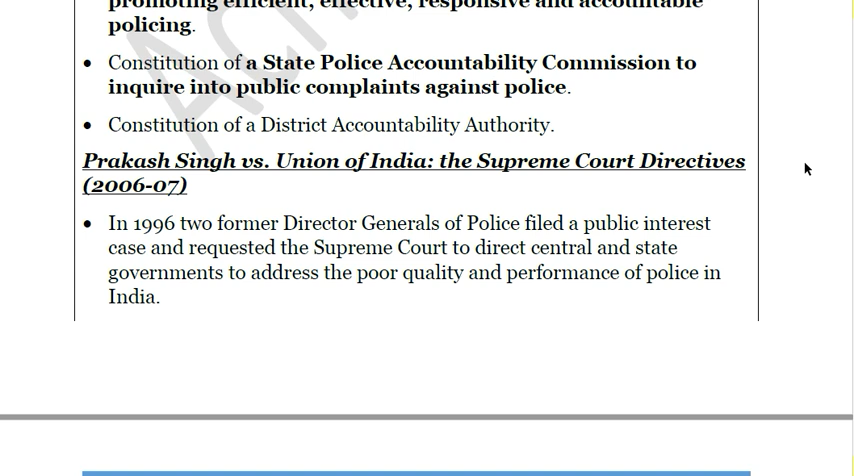 promoting efficient, effective, responsive and accountable
policing.
• Constitution of a State Police Accountability Commission to
inquire into public complaints against police.
• Constitution of a District Accountability Authority.
Prakash Singh vs. Union of India: the Supreme Court Directives
(2006-07)
• In 1996 two former Director Generals of Police filed a public interest
case and requested the Supreme Court to direct central and state
governments to address the poor quality and performance of police in
India.